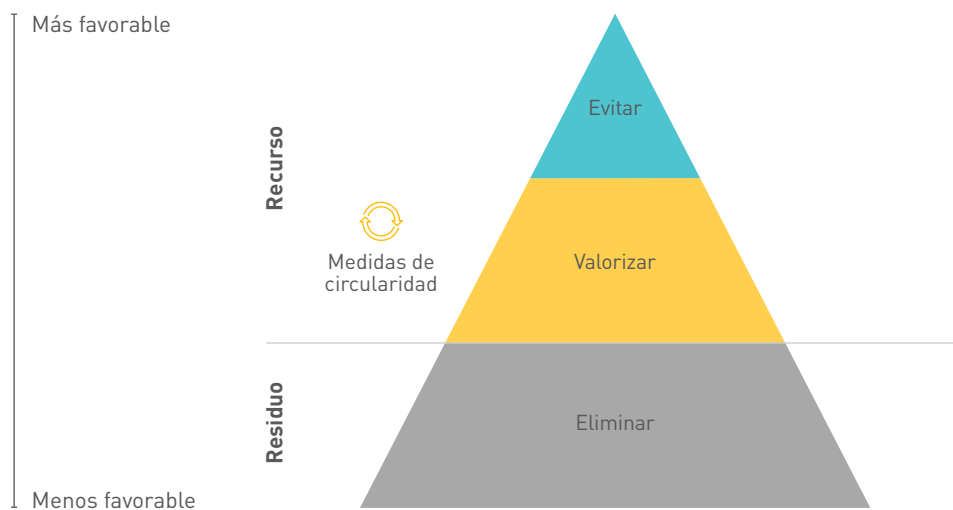 Más favorable
Evitar
Recurso
Medidas de
circularidad
Valorizar
Residuo
Eliminar
Menos favorable